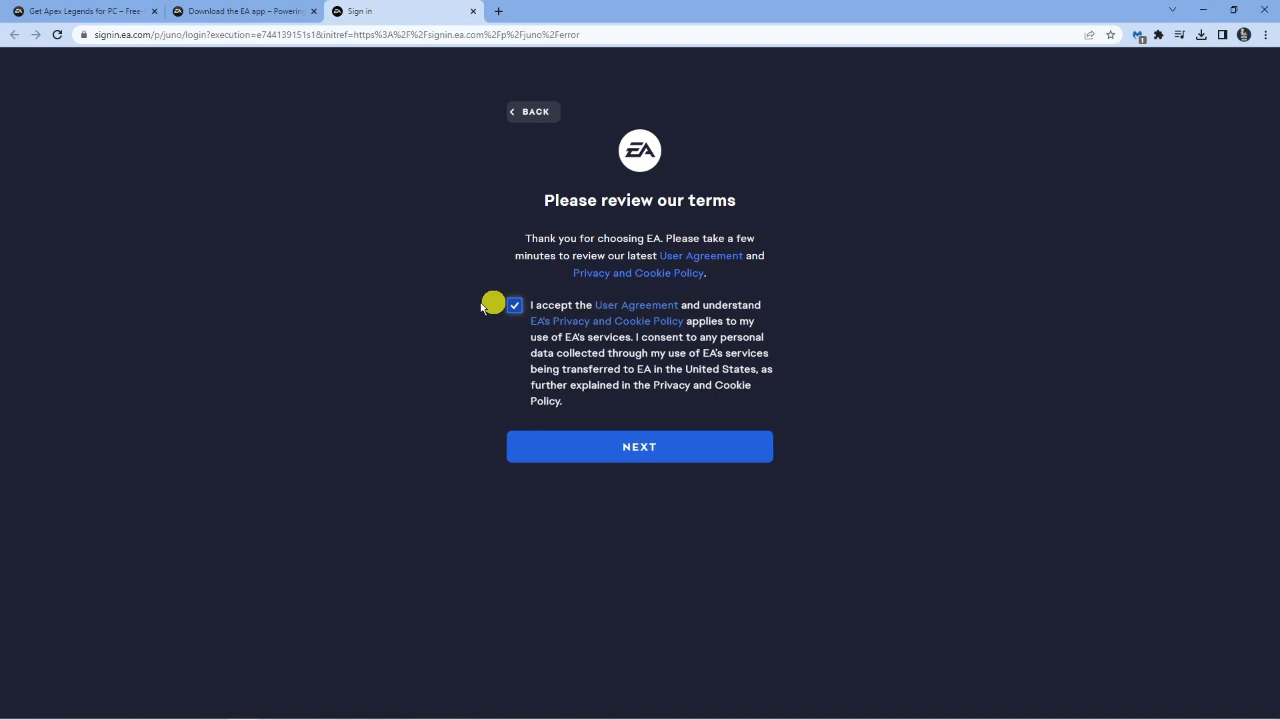 Get Apex Legends for PC – Free-
Download the EA app – Powerin
Sign in
signin.ea.com/p/juno/login?execution=e744139151s1&initref=https%3A%2F%2Fsignin.ea.com%2Fp%2Fjuno%2Ferror
1
BACK
EA
Please review our terms
Thank you for choosing EA. Please take a few
minutes to review our latest User Agreement and
Privacy and Cookie Policy.
I accept the User Agreement and understand
EA's Privacy and Cookie Policy applies to my
use of EA's services. I consent to any personal
data collected through my use of EA's services
being transferred to EA in the United States, as
further explained in the Privacy and Cookie
Policy.
NEXT